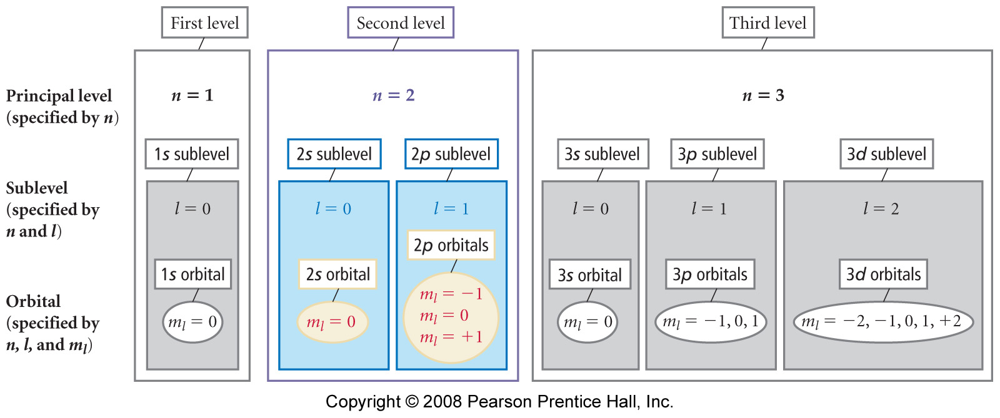 First level
Second level
Third level
Principal level
(specified by n)
n = 1
n = 2
n = 3
1s sublevel
2s sublevel
2p sublevel
3s sublevel
3p sublevel
3d sublevel
Sublevel
(specified by
n and l)
l = 0
l = 0
l = 1
l = 0
l = 1
l = 2
1s orbital
2s orbital
2p orbitals
3s orbital
3p orbitals
3d orbitals
Orbital
(specified by
n, l, and mₗ)
mₗ = 0
mₗ = 0
mₗ = −1
mₗ = 0
mₗ = +1
mₗ = 0
mₗ = −1, 0, 1
mₗ = −2, −1, 0, 1, +2
Copyright © 2008 Pearson Prentice Hall, Inc.